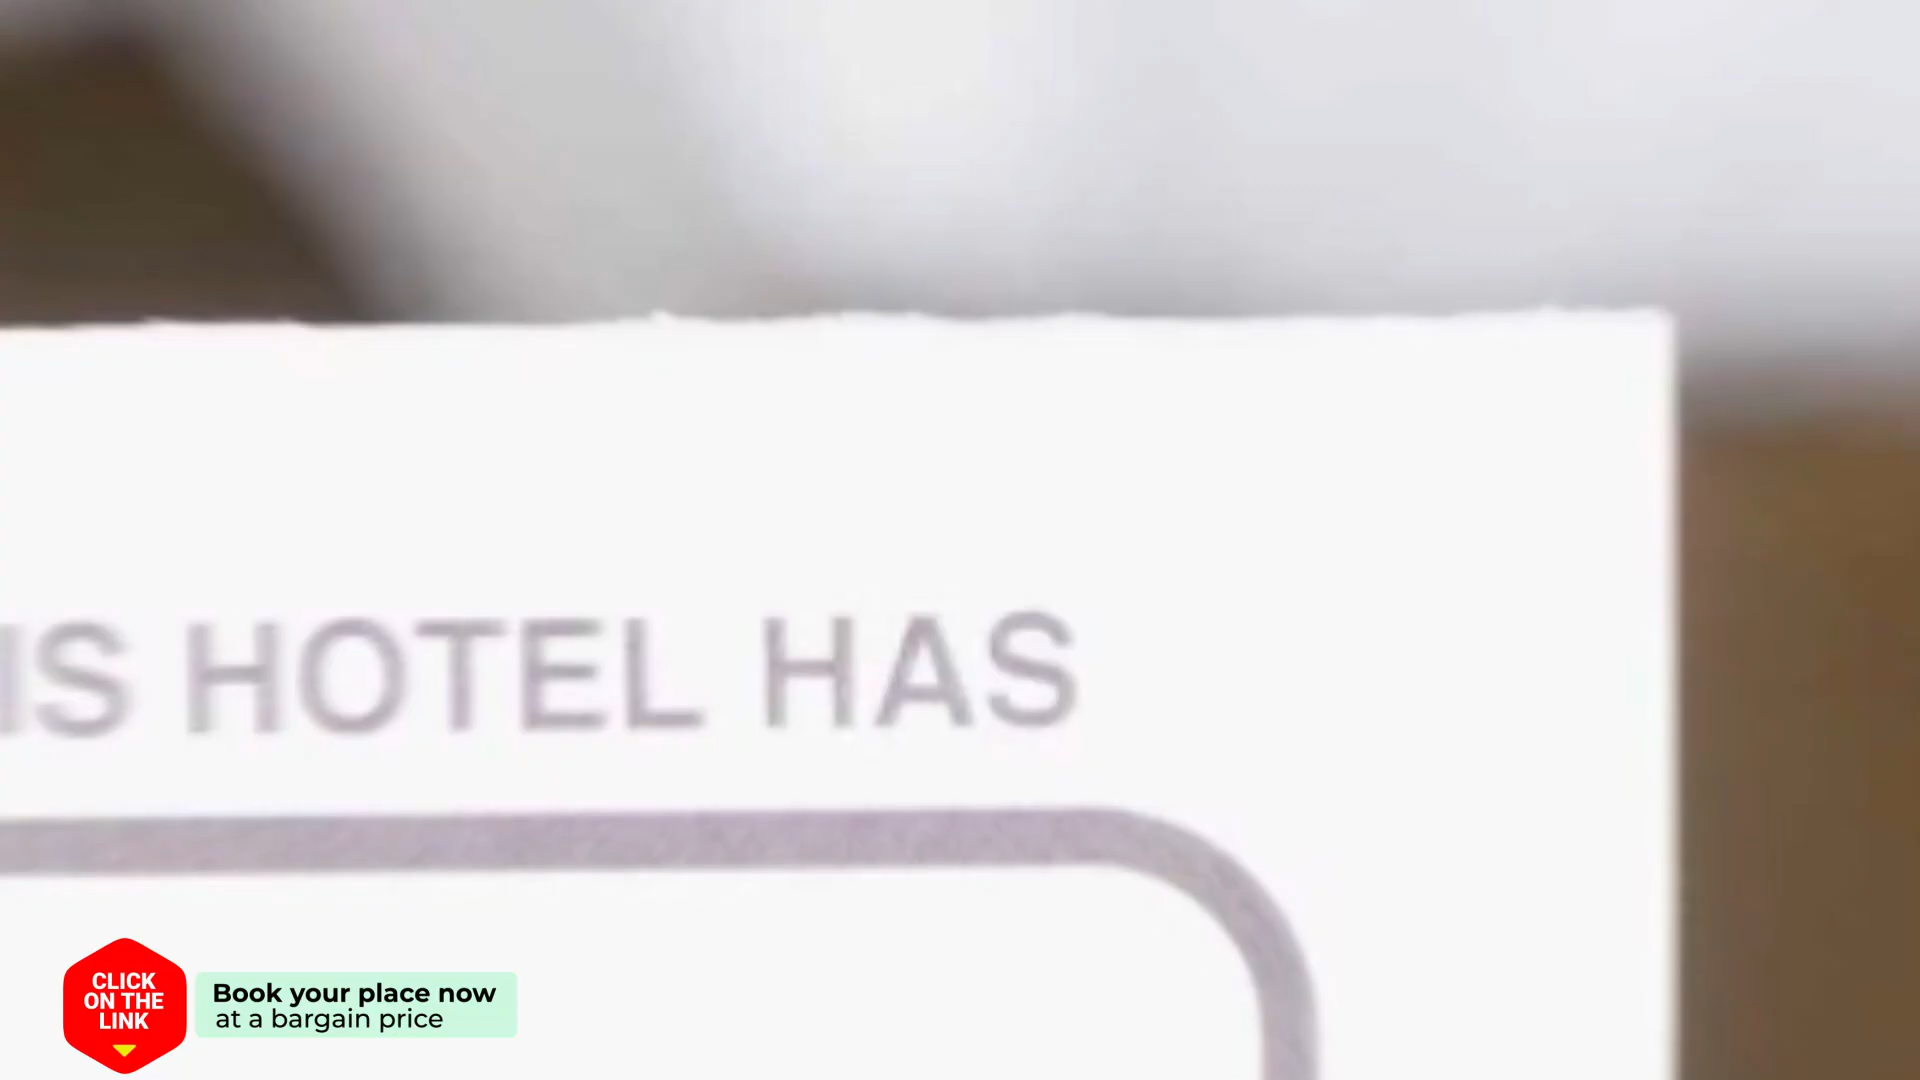 IS HOTEL HAS
CLICK
ON THE
LINK
Book your place now
at a bargain price